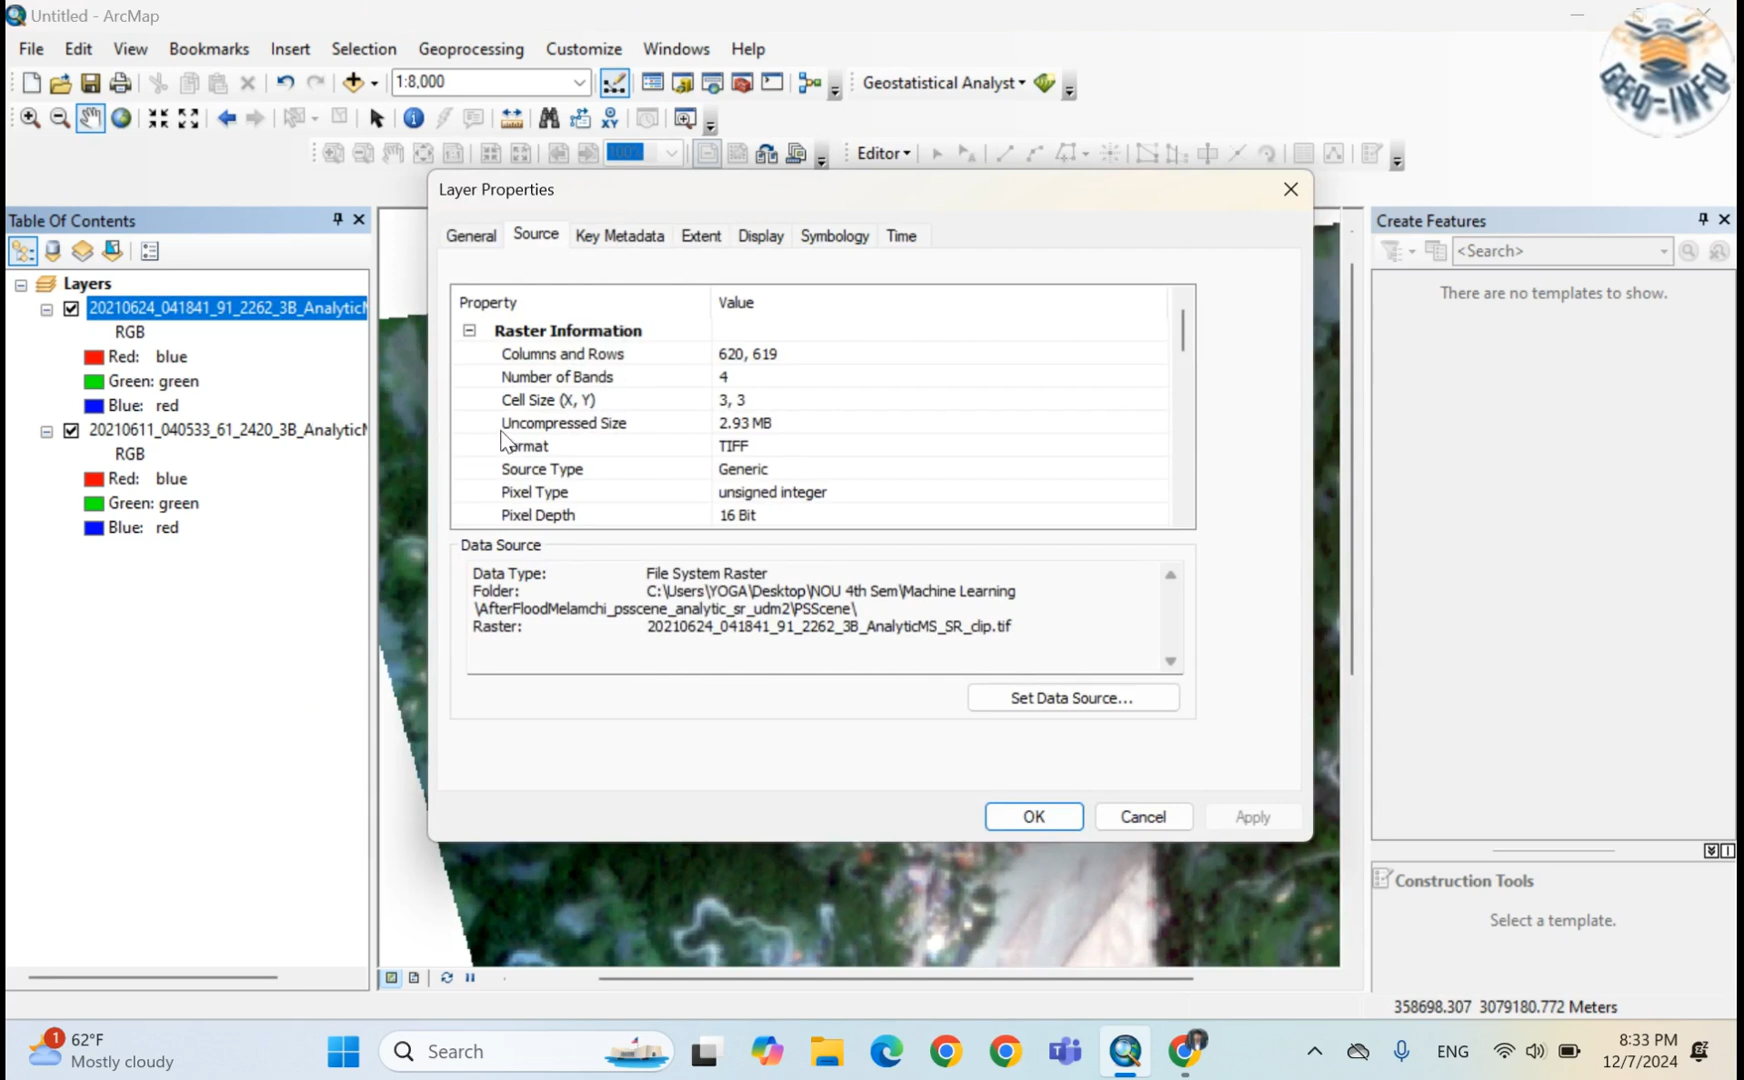 Untitled - ArcMap
File Edit View Bookmarks Insert Selection Geoprocessing Customize Windows Help
1:8,000
Geostatistical Analyst
GEO-INFO
100%
Editor
Table Of Contents
Layers
20210624_041841_91_2262_3B_Analytic
RGB
Red: blue
Green: green
Blue: red
20210611_040533_61_2420_3B_Analytic
RGB
Red: blue
Green: green
Blue: red
Layer Properties
General Source Key Metadata Extent Display Symbology Time
Property Value
Raster Information
Columns and Rows 620, 619
Number of Bands 4
Cell Size (X, Y) 3, 3
Uncompressed Size 2.93 MB
Format TIFF
Source Type Generic
Pixel Type unsigned integer
Pixel Depth 16 Bit
Data Source
Data Type: File System Raster
Folder: C:\Users\YOGA\Desktop\NOU 4th Sem\Machine Learning
\AfterFloodMelamchi_psscene_analytic_sr_udm2\PSScene\
Raster: 20210624_041841_91_2262_3B_AnalyticMS_SR_clip.tif
Set Data Source...
OK Cancel Apply
Create Features
<Search>
There are no templates to show.
Construction Tools
Select a template.
358698.307 3079180.772 Meters
1
62°F
Mostly cloudy
Search
ENG
8:33 PM
12/7/2024